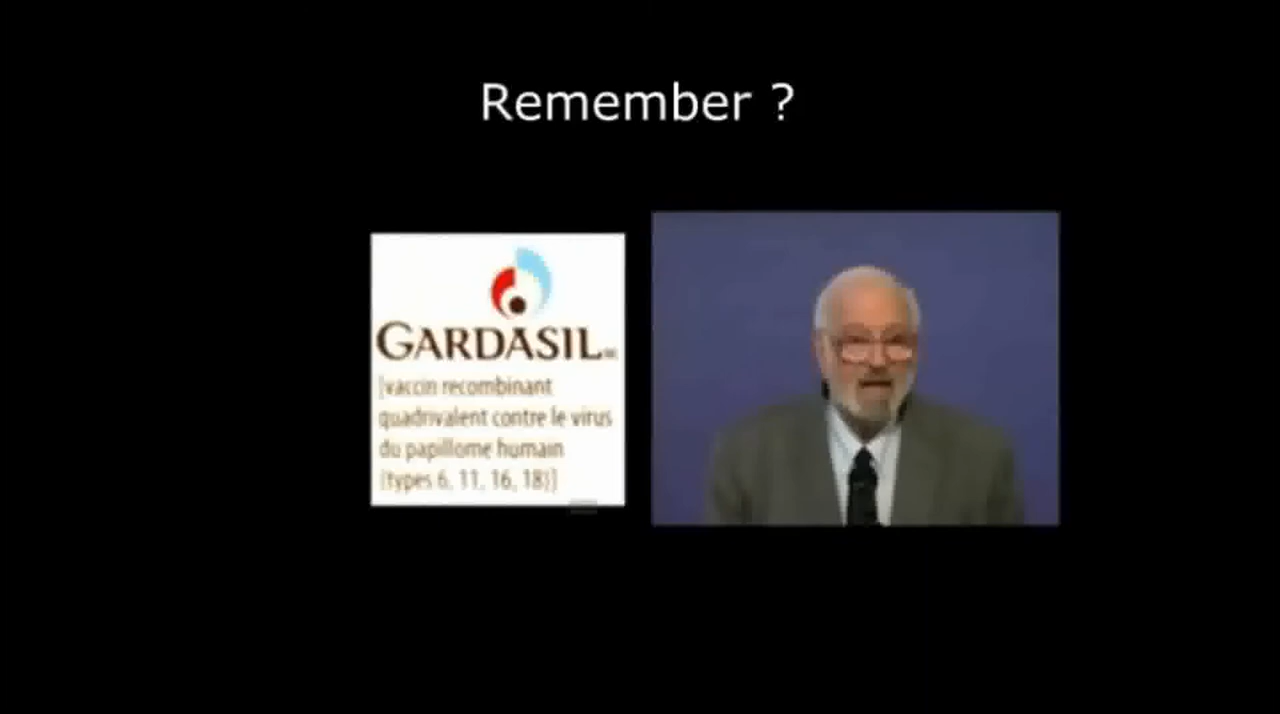 Remember ?
GARDASIL
[vaccin recombinant
quadrivalent contre le virus
du papillome humain
(types 6, 11, 16, 18)]